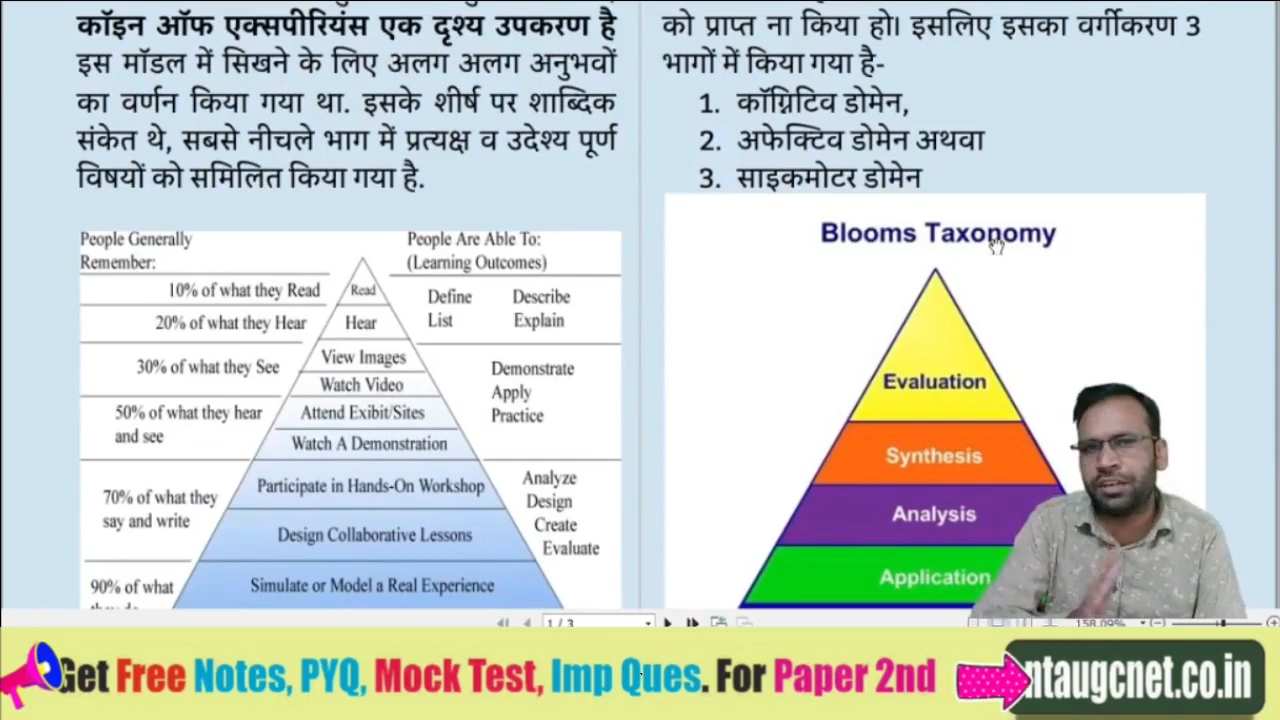 कॉइन ऑफ एक्सपीरियंस एक दृश्य उपकरण है
इस मॉडल में सिखने के लिए अलग अलग अनुभवों
का वर्णन किया गया था. इसके शीर्ष पर शाब्दिक
संकेत थे, सबसे नीचले भाग में प्रत्यक्ष व उदेश्य पूर्ण
विषयों को समिलित किया गया है.
People Generally
Remember:
People Are Able To:
(Learning Outcomes)
10% of what they Read
Read
Define
Describe
20% of what they Hear
Hear
List
Explain
30% of what they See
View Images
Watch Video
Demonstrate
Apply
Practice
50% of what they hear
and see
Attend Exibit/Sites
Watch A Demonstration
70% of what they
say and write
Participate in Hands-On Workshop
Design Collaborative Lessons
Analyze
Design
Create
Evaluate
90% of what
Simulate or Model a Real Experience
को प्राप्त ना किया हो। इसलिए इसका वर्गीकरण 3
भागों में किया गया है-
1. कॉग्निटिव डोमेन,
2. अफेक्टिव डोमेन अथवा
3. साइकमोटर डोमेन
Blooms Taxonomy
Evaluation
Synthesis
Analysis
Application
1 / 3
158.09%
Get Free Notes, PYQ, Mock Test, Imp Ques. For Paper 2nd
ntaugcnet.co.in